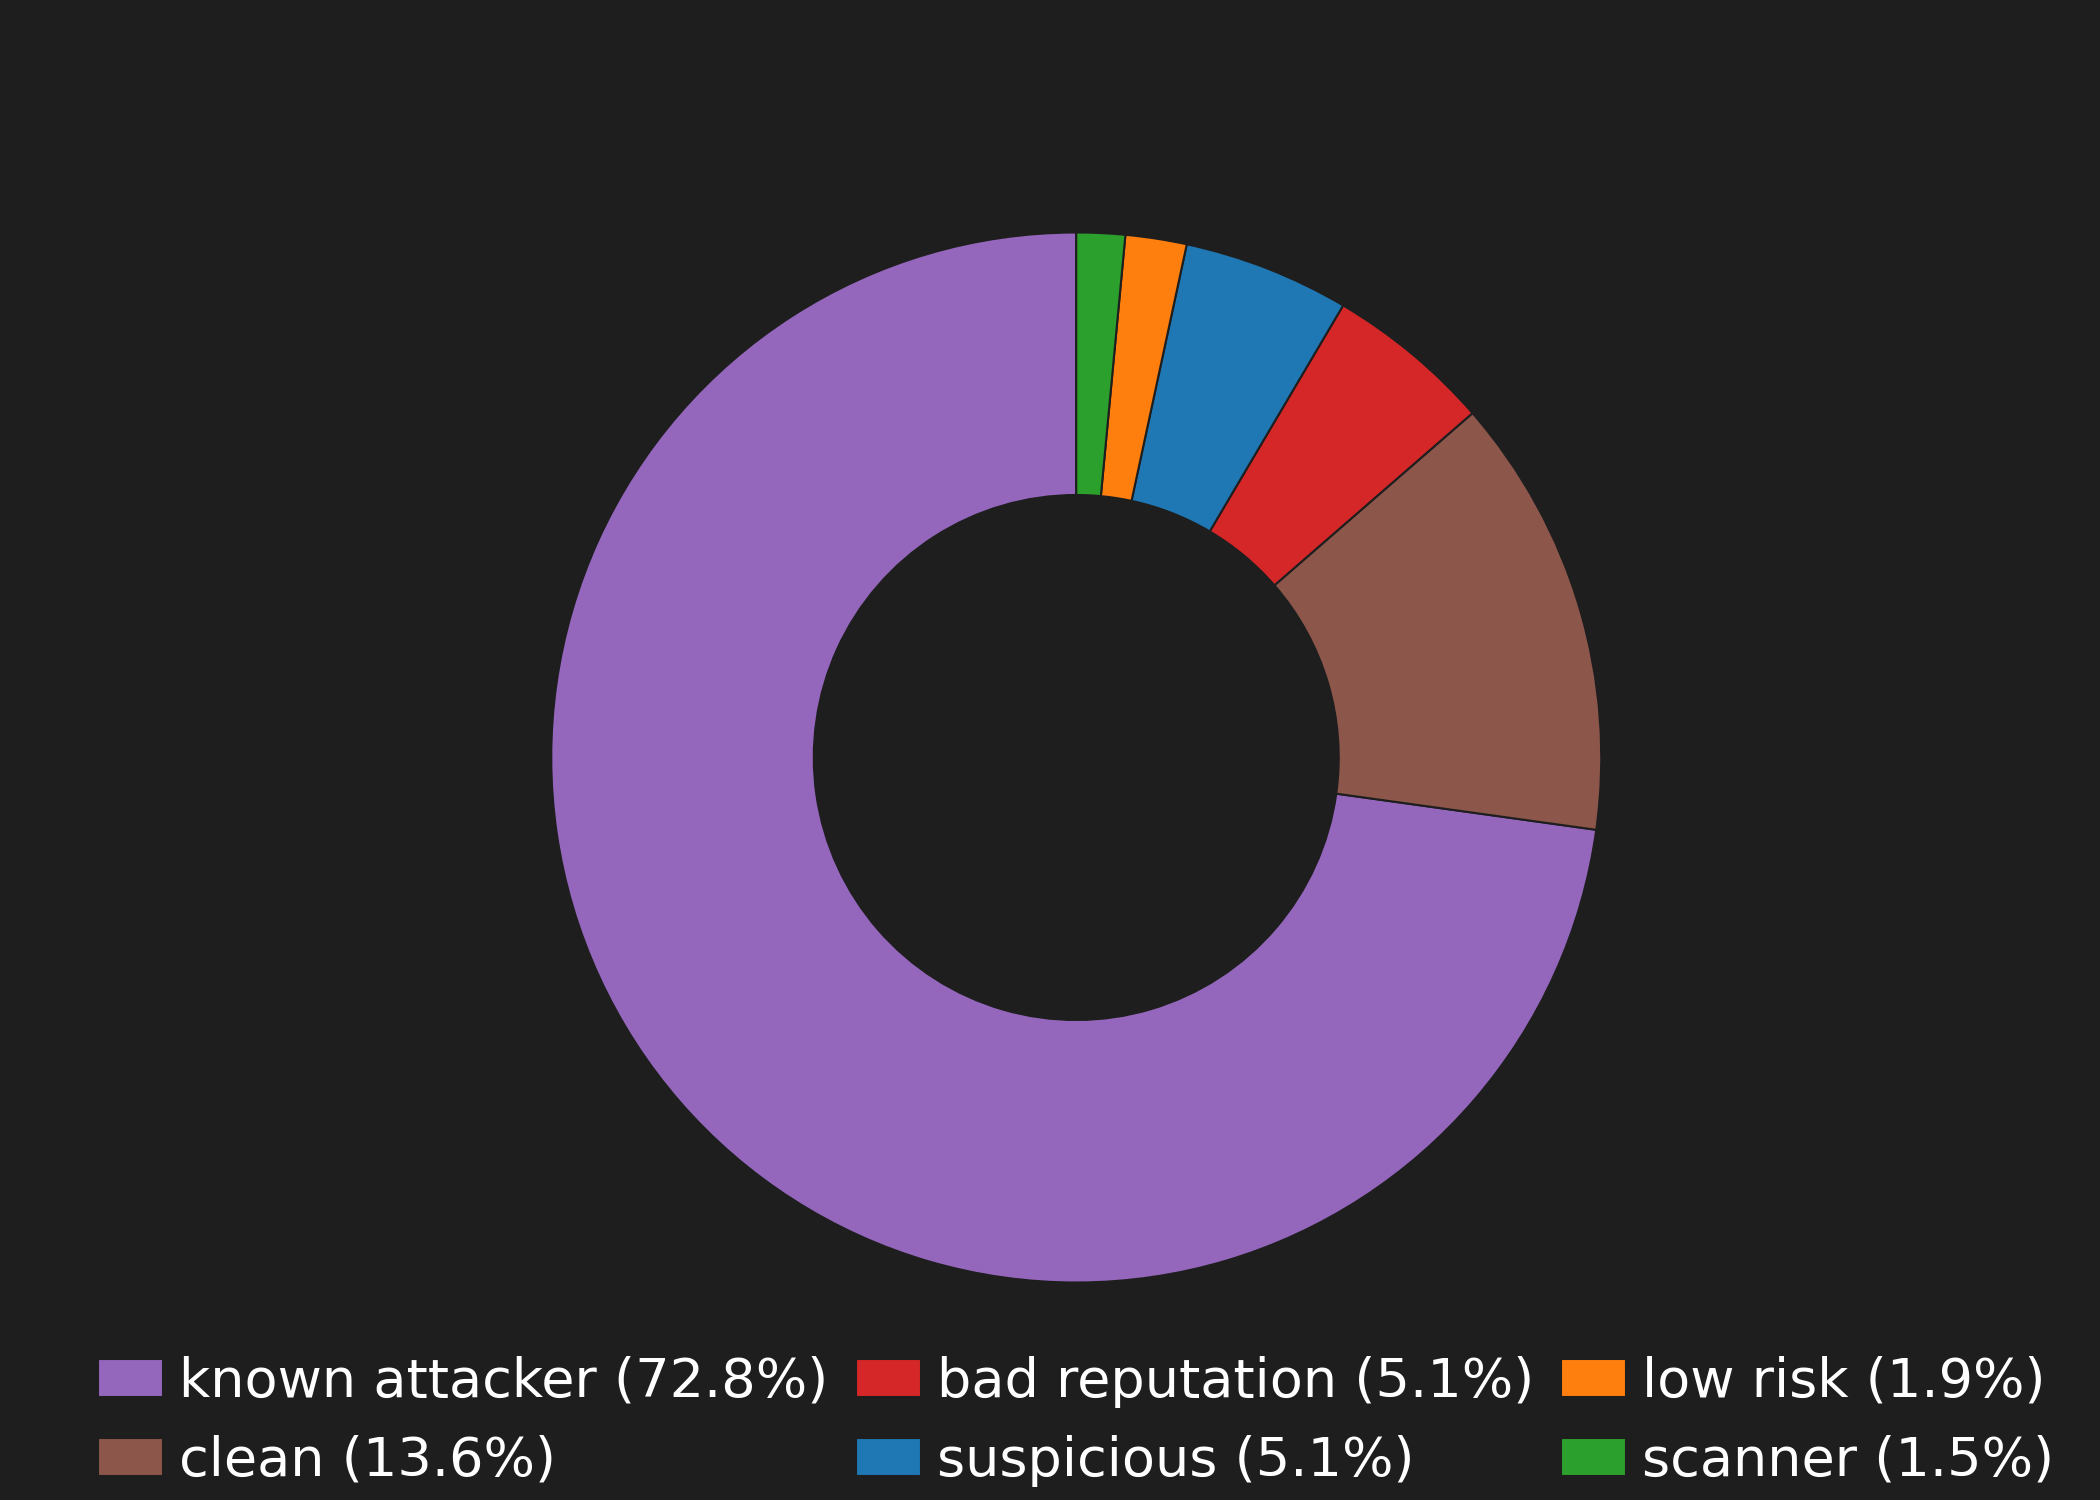 known attacker (72.8%)
clean (13.6%)
bad reputation (5.1%)
suspicious (5.1%)
low risk (1.9%)
scanner (1.5%)